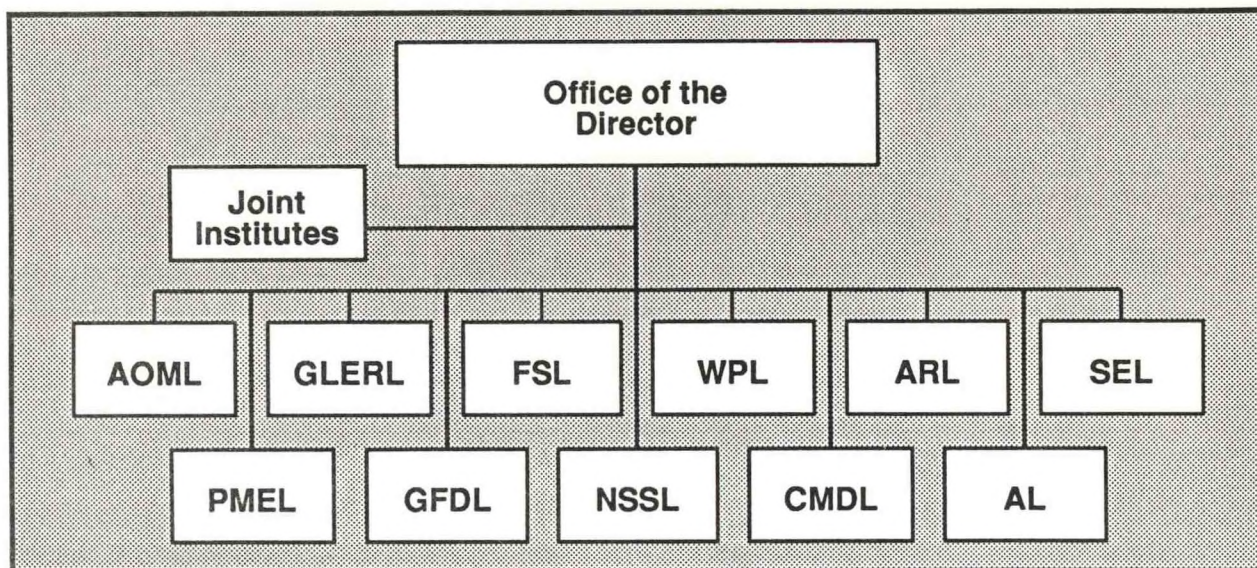 Office of the
Director
Joint
Institutes
AOML
GLERL
FSL
WPL
ARL
SEL
PMEL
GFDL
NSSL
CMDL
AL